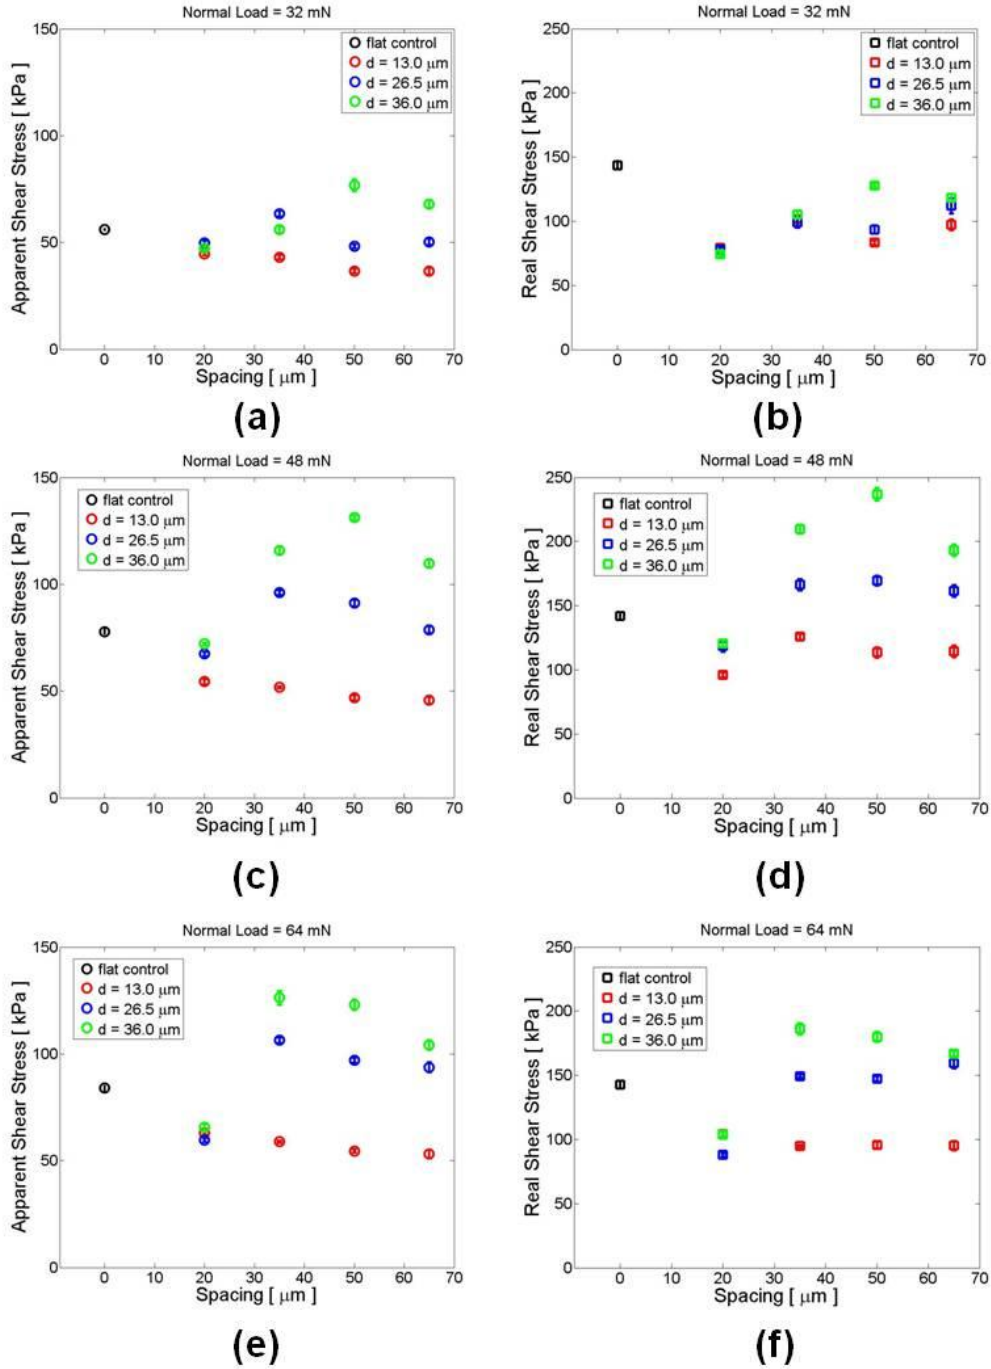 Normal Load = 32 mN
150
100
50
0
Apparent Shear Stress [ kPa ]
flat control
d = 13.0 μm
d = 26.5 μm
d = 36.0 μm
0 10 20 30 40 50 60 70
Spacing [ μm ]
(a)
Normal Load = 32 mN
250
200
150
100
50
0
Real Shear Stress [ kPa ]
flat control
d = 13.0 μm
d = 26.5 μm
d = 36.0 μm
0 10 20 30 40 50 60 70
Spacing [ μm ]
(b)
Normal Load = 48 mN
150
100
50
0
Apparent Shear Stress [ kPa ]
flat control
d = 13.0 μm
d = 26.5 μm
d = 36.0 μm
0 10 20 30 40 50 60 70
Spacing [ μm ]
(c)
Normal Load = 48 mN
250
200
150
100
50
0
Real Shear Stress [ kPa ]
flat control
d = 13.0 μm
d = 26.5 μm
d = 36.0 μm
0 10 20 30 40 50 60 70
Spacing [ μm ]
(d)
Normal Load = 64 mN
150
100
50
0
Apparent Shear Stress [ kPa ]
flat control
d = 13.0 μm
d = 26.5 μm
d = 36.0 μm
0 10 20 30 40 50 60 70
Spacing [ μm ]
(e)
Normal Load = 64 mN
250
200
150
100
50
0
Real Shear Stress [ kPa ]
flat control
d = 13.0 μm
d = 26.5 μm
d = 36.0 μm
0 10 20 30 40 50 60 70
Spacing [ μm ]
(f)